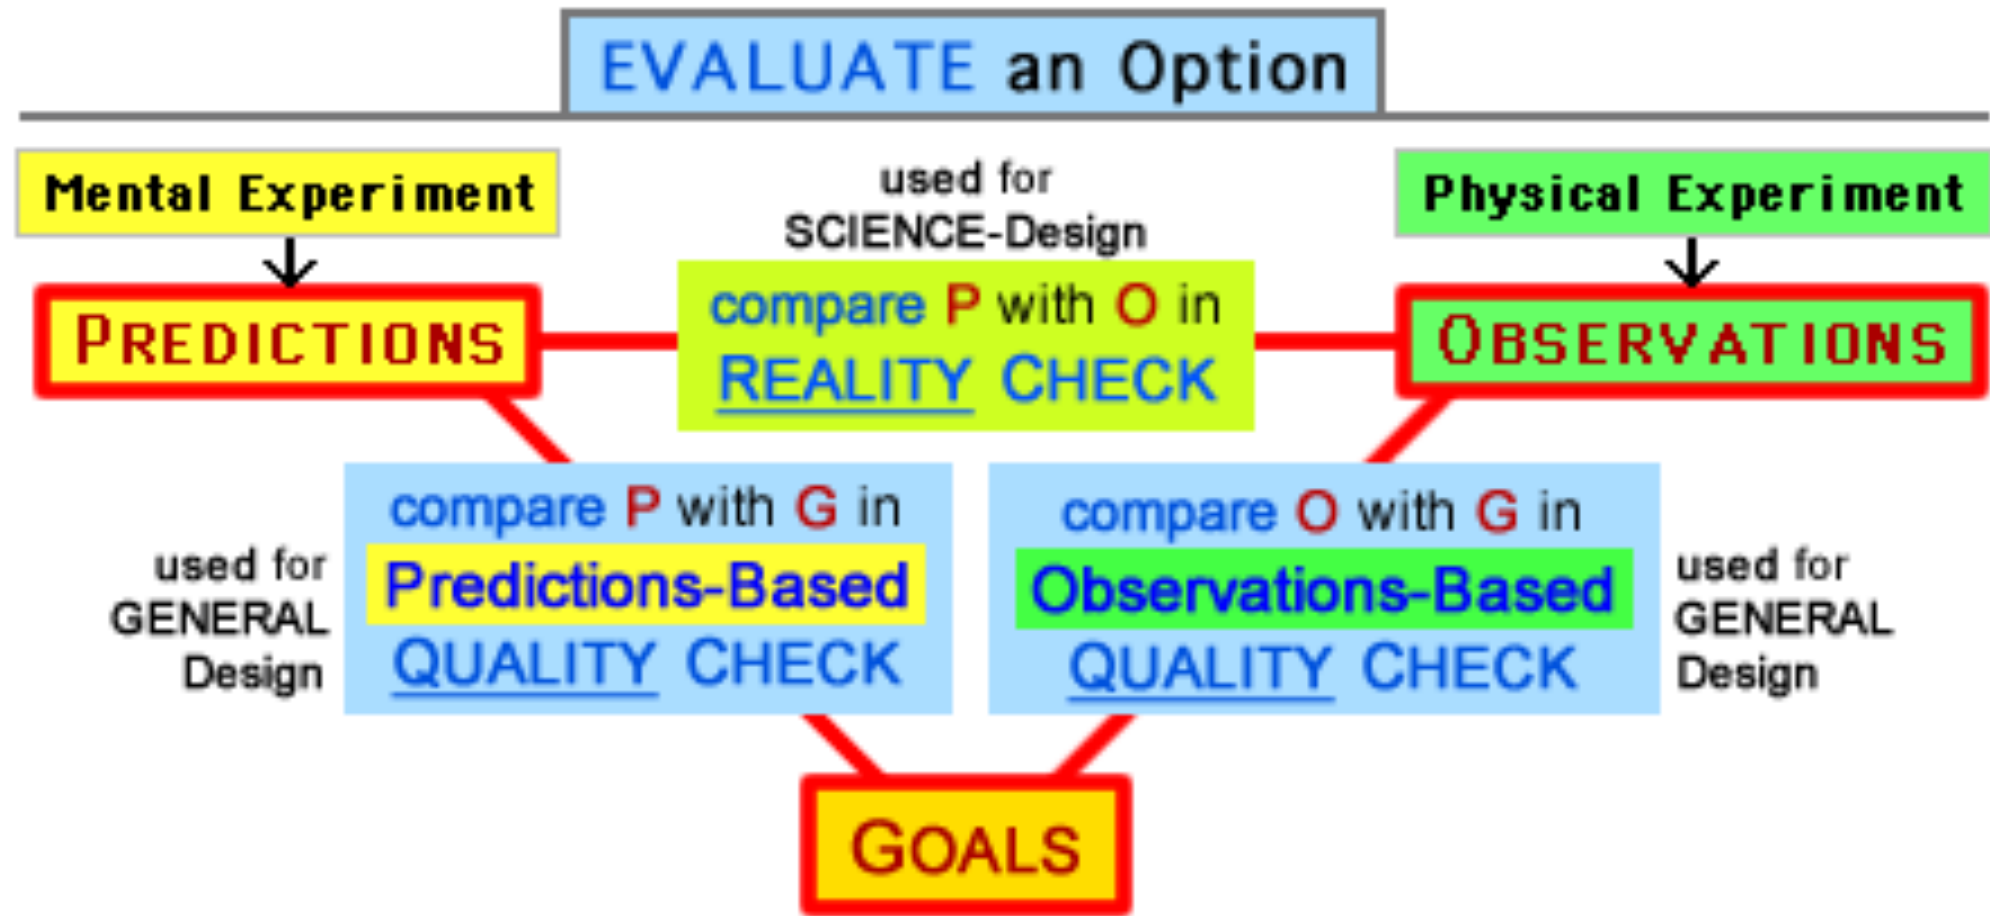 EVALUATE an Option
Mental Experiment
PREDICTIONS
used for
SCIENCE-Design
compare P with O in
REALITY CHECK
Physical Experiment
OBSERVATIONS
used for
GENERAL
Design
compare P with G in
Predictions-Based
QUALITY CHECK
compare O with G in
Observations-Based
QUALITY CHECK
used for
GENERAL
Design
GOALS